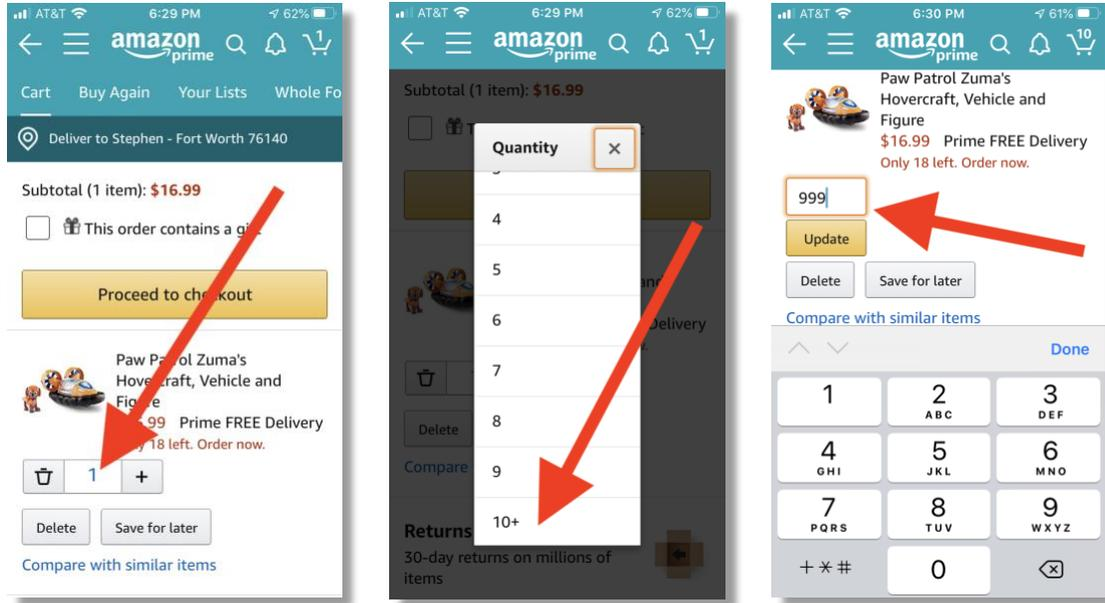 AT&T 6:29 PM 62%
amazon 1
prime
Cart Buy Again Your Lists Whole Fo
Deliver to Stephen - Fort Worth 76140
Subtotal (1 item): $16.99
This order contains a
Proceed to checkout
Paw Patrol Zuma's
Hovercraft, Vehicle and
Figure
.99 Prime FREE Delivery
18 left. Order now.
1 +
Delete Save for later
Compare with similar items
AT&T 6:29 PM 62%
amazon 1
prime
Subtotal (1 item): $16.99
Quantity ×
4
5
6
7
8
9
10+
Delivery
Delete
Compare
Returns
30-day returns on millions of
items
AT&T 6:30 PM 61%
amazon 10
prime
Paw Patrol Zuma's
Hovercraft, Vehicle and
Figure
$16.99 Prime FREE Delivery
Only 18 left. Order now.
999
Update
Delete Save for later
Compare with similar items
Done
1 2 3
ABC DEF
4 5 6
GHI JKL MNO
7 8 9
PQRS TUV WXYZ
+*# 0